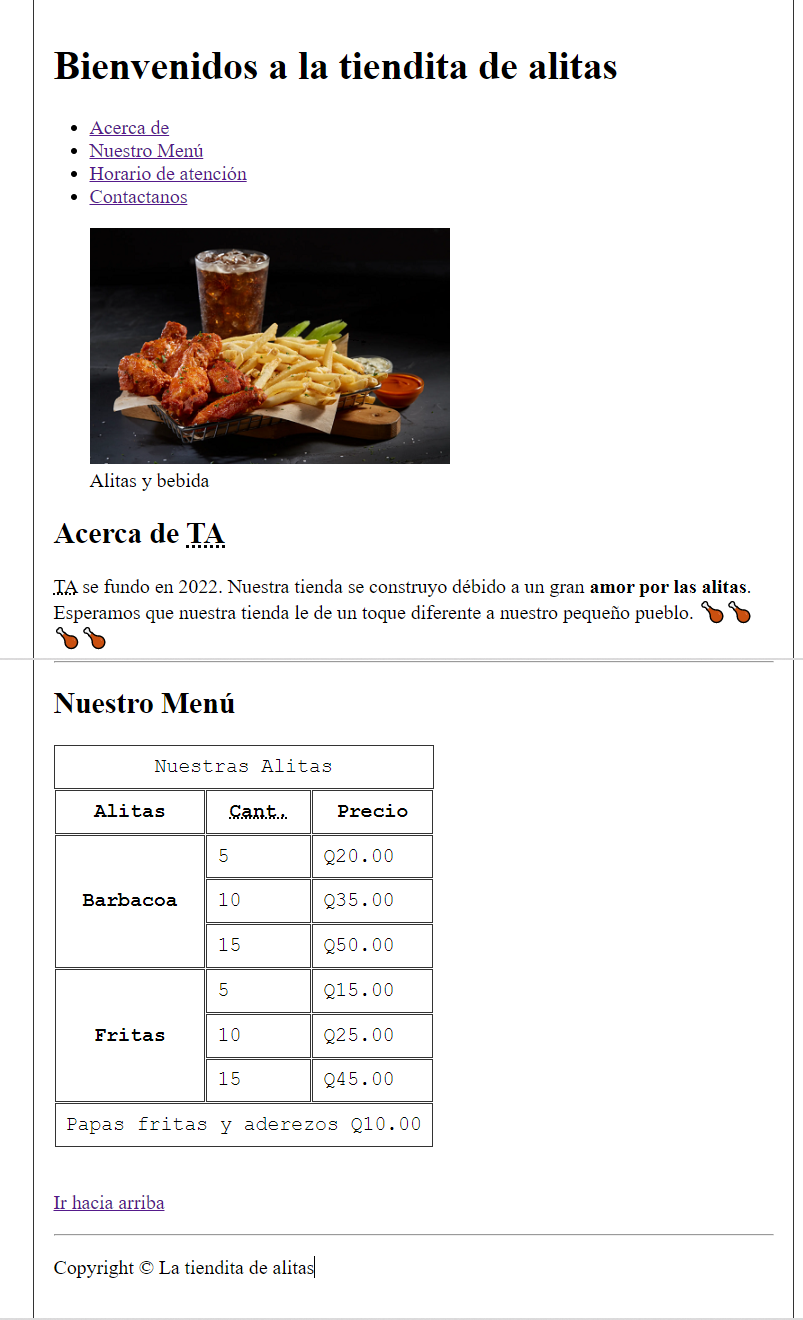 Bienvenidos a la tiendita de alitas
Acerca de
Nuestro Menú
Horario de atención
Contactanos
Alitas y bebida
Acerca de TA
TA se fundo en 2022. Nuestra tienda se construyo débido a un gran amor por las alitas.
Esperamos que nuestra tienda le de un toque diferente a nuestro pequeño pueblo. 🍗🍗
🍗🍗
Nuestro Menú
Nuestras Alitas
Alitas Cant. Precio
Barbacoa
5 Q20.00
10 Q35.00
15 Q50.00
Fritas
5 Q15.00
10 Q25.00
15 Q45.00
Papas fritas y aderezos Q10.00
Ir hacia arriba
Copyright © La tiendita de alitas